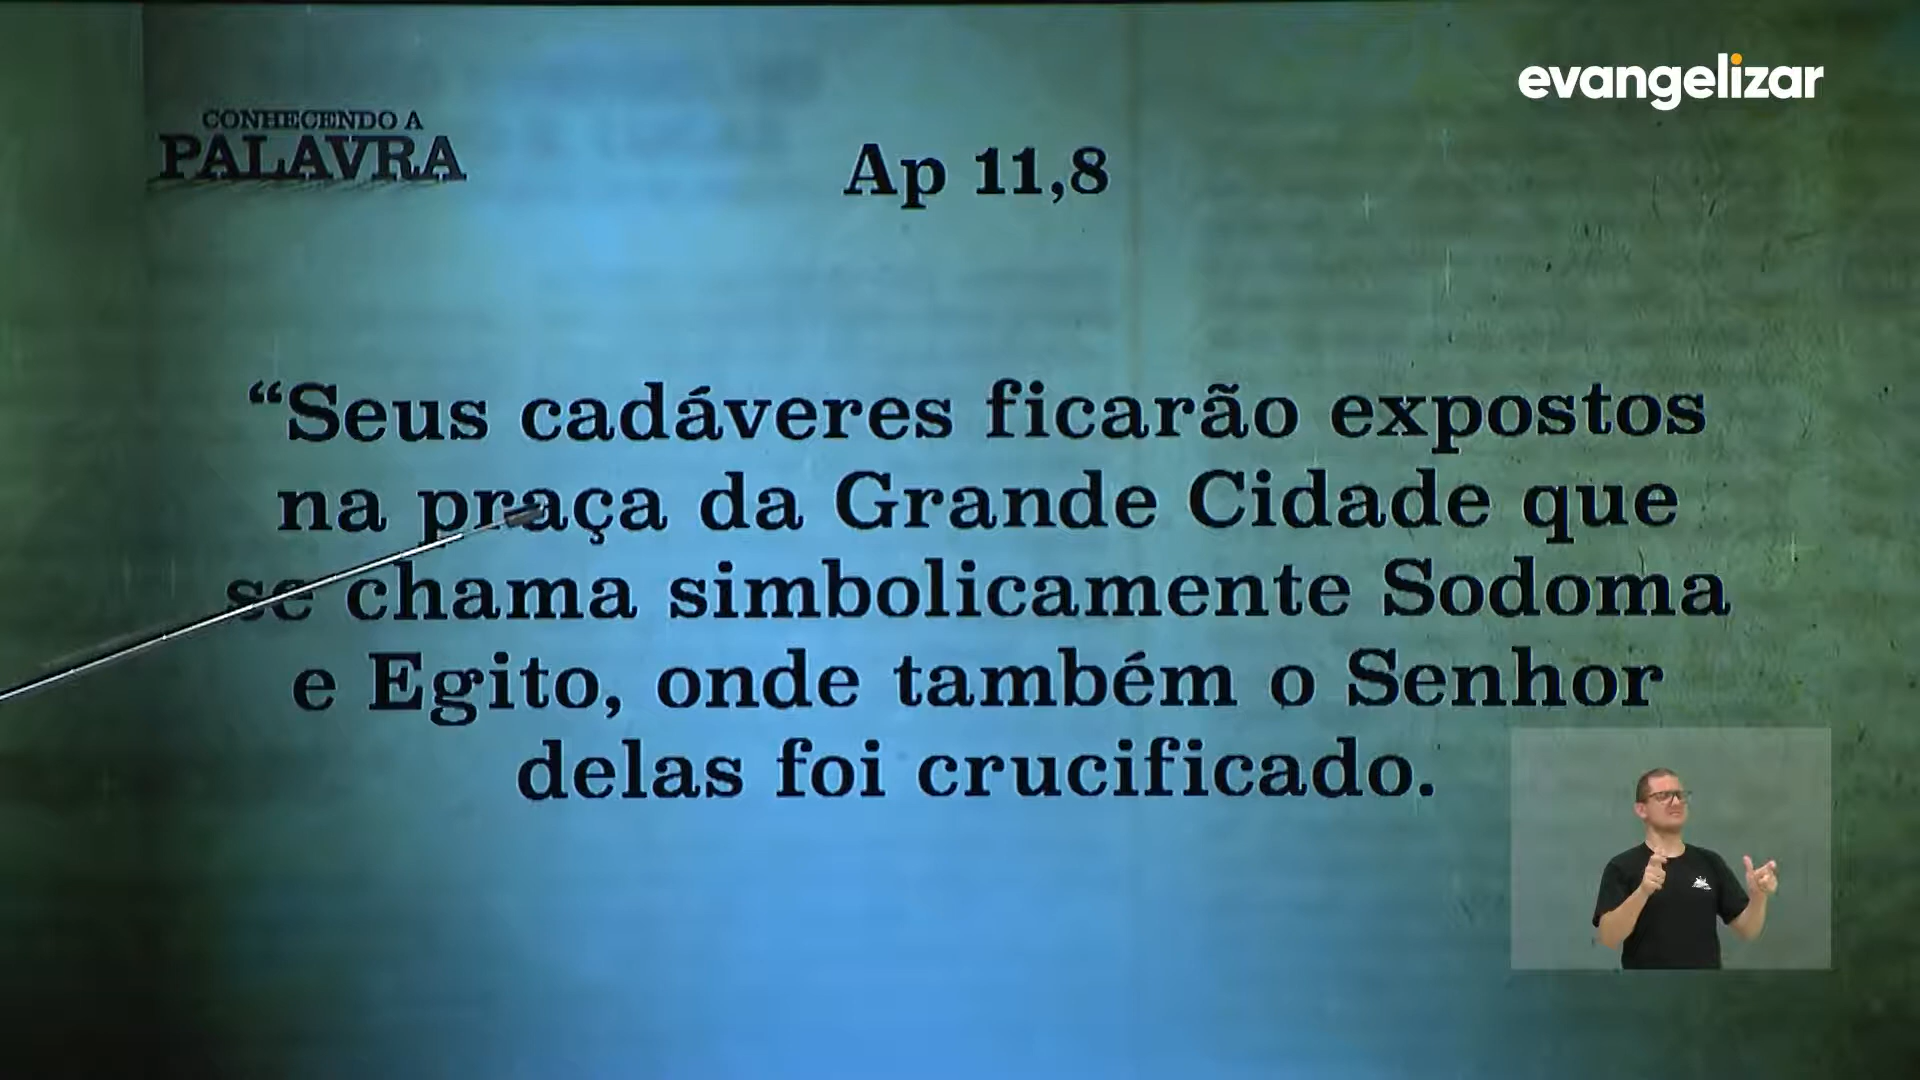 evangelizar
CONHECENDO A
PALAVRA
Ap 11,8
“Seus cadáveres ficarão expostos
na praça da Grande Cidade que
se chama simbolicamente Sodoma
e Egito, onde também o Senhor
delas foi crucificado.